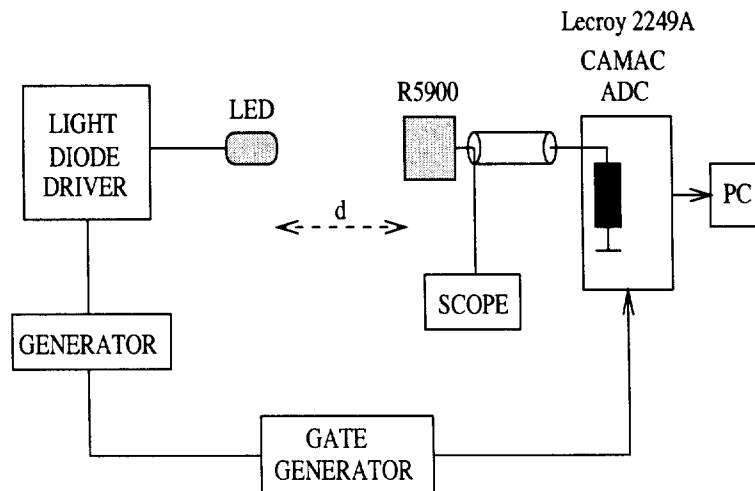 Lecroy 2249A
CAMAC
ADC
R5900
LED
LIGHT
DIODE
DRIVER
PC
d
SCOPE
GENERATOR
GATE
GENERATOR